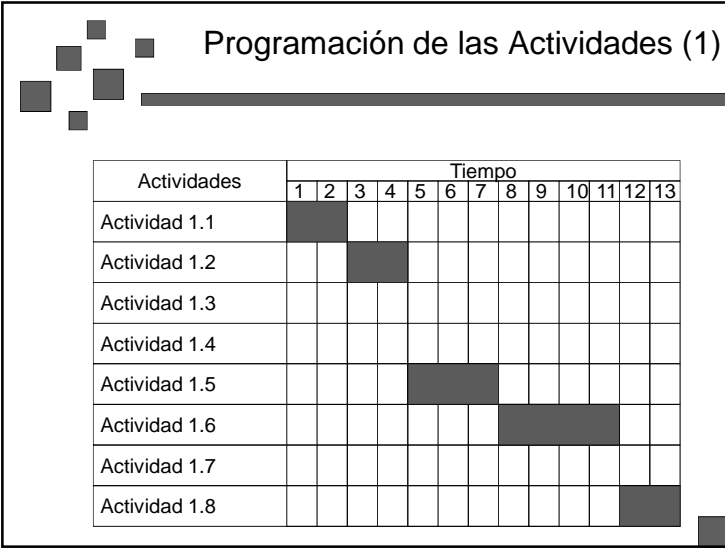 Programación de las Actividades (1)
Actividades
Tiempo
1 2 3 4 5 6 7 8 9 10 11 12 13
Actividad 1.1
Actividad 1.2
Actividad 1.3
Actividad 1.4
Actividad 1.5
Actividad 1.6
Actividad 1.7
Actividad 1.8